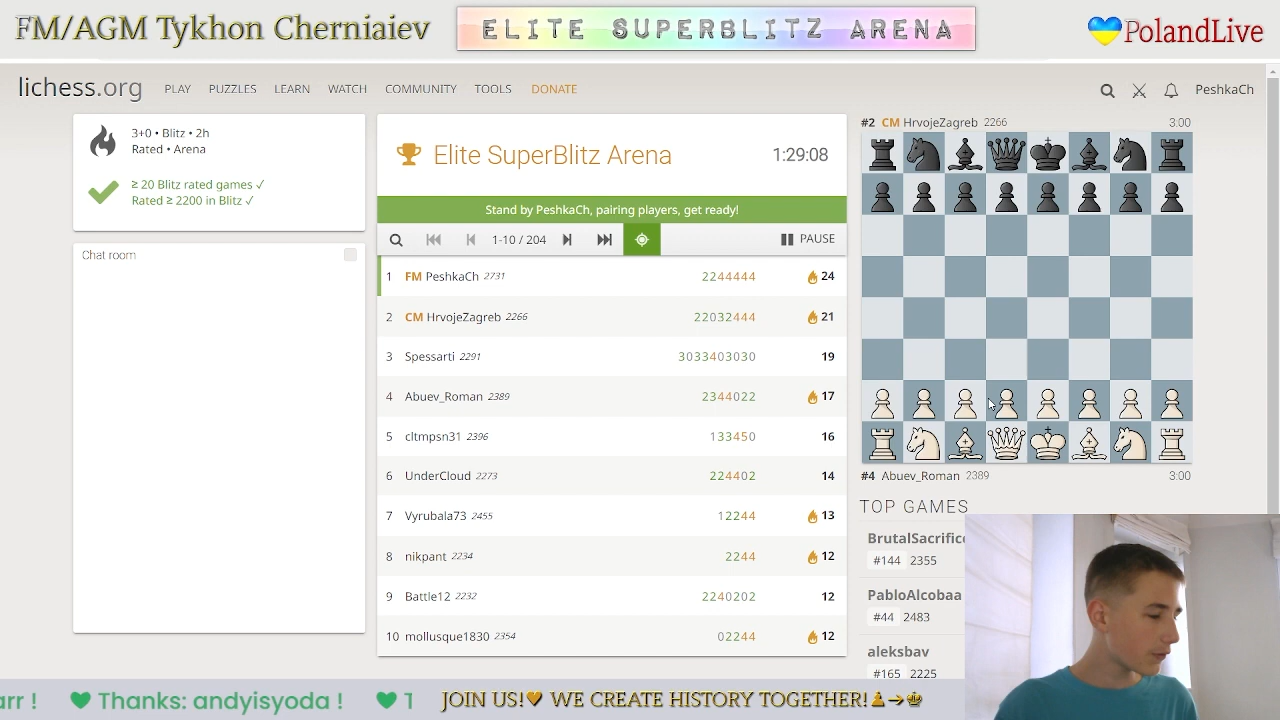 FM/AGM Tykhon Cherniaiev
ELITE SUPERBLITZ ARENA
PolandLive
lichess.org PLAY PUZZLES LEARN WATCH COMMUNITY TOOLS DONATE PeshkaCh
3+0 • Blitz • 2h
Rated • Arena
≥ 20 Blitz rated games ✓
Rated ≥ 2200 in Blitz ✓
Chat room
Elite SuperBlitz Arena 1:29:08
Stand by PeshkaCh, pairing players, get ready!
1-10 / 204 PAUSE
1 FM PeshkaCh 2731 2244444 24
2 CM HrvojeZagreb 2266 22032444 21
3 Spessarti 2291 3033403030 19
4 Abuev_Roman 2389 2344022 17
5 cltmpsn31 2396 133450 16
6 UnderCloud 2273 224402 14
7 Vyrubala73 2455 12244 13
8 nikpant 2234 2244 12
9 Battle12 2232 2240202 12
10 mollusque1830 2354 02244 12
#2 CM HrvojeZagreb 2266 3:00
#4 Abuev_Roman 2389 3:00
TOP GAMES
BrutalSacrific
#144 2355
PabloAlcobaa
#44 2483
aleksbav
#165 2225
arr ! Thanks: andyisyoda ! T
JOIN US! WE CREATE HISTORY TOGETHER!